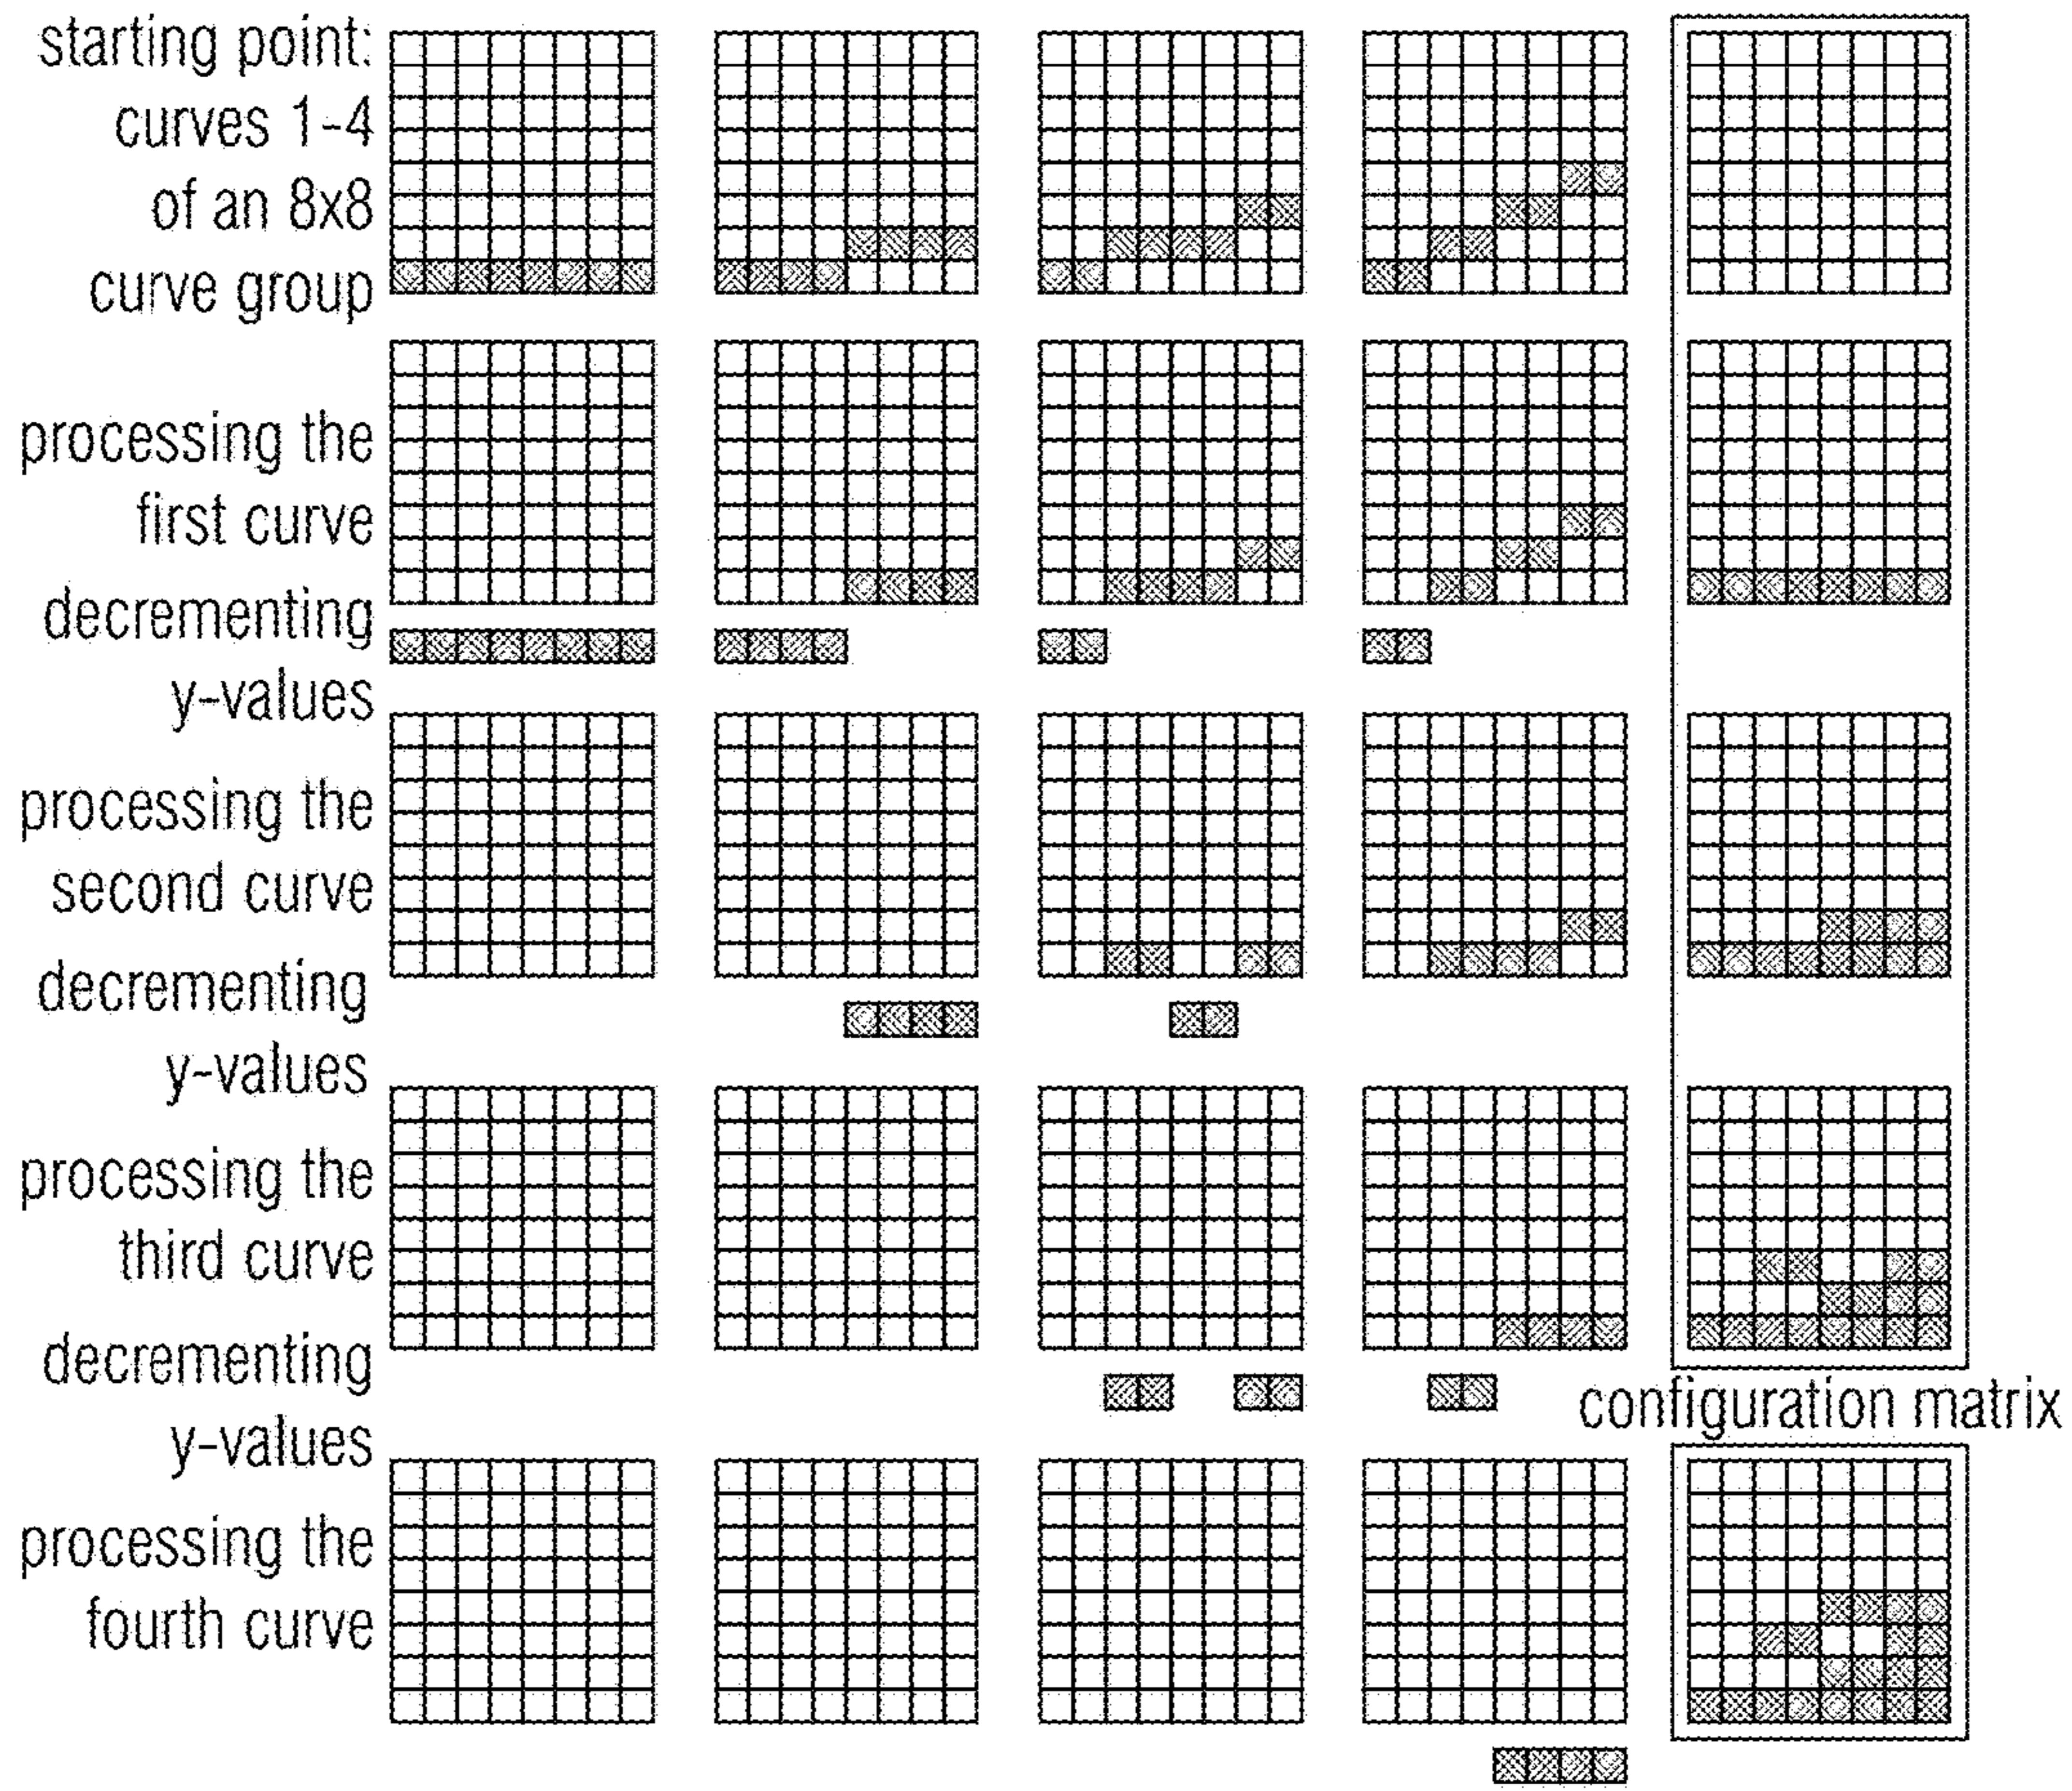 starting point:
curves 1-4
of an 8x8
curve group
processing the
first curve
decrementing
y-values
processing the
second curve
decrementing
y-values
processing the
third curve
decrementing
y-values
configuration matrix
processing the
fourth curve